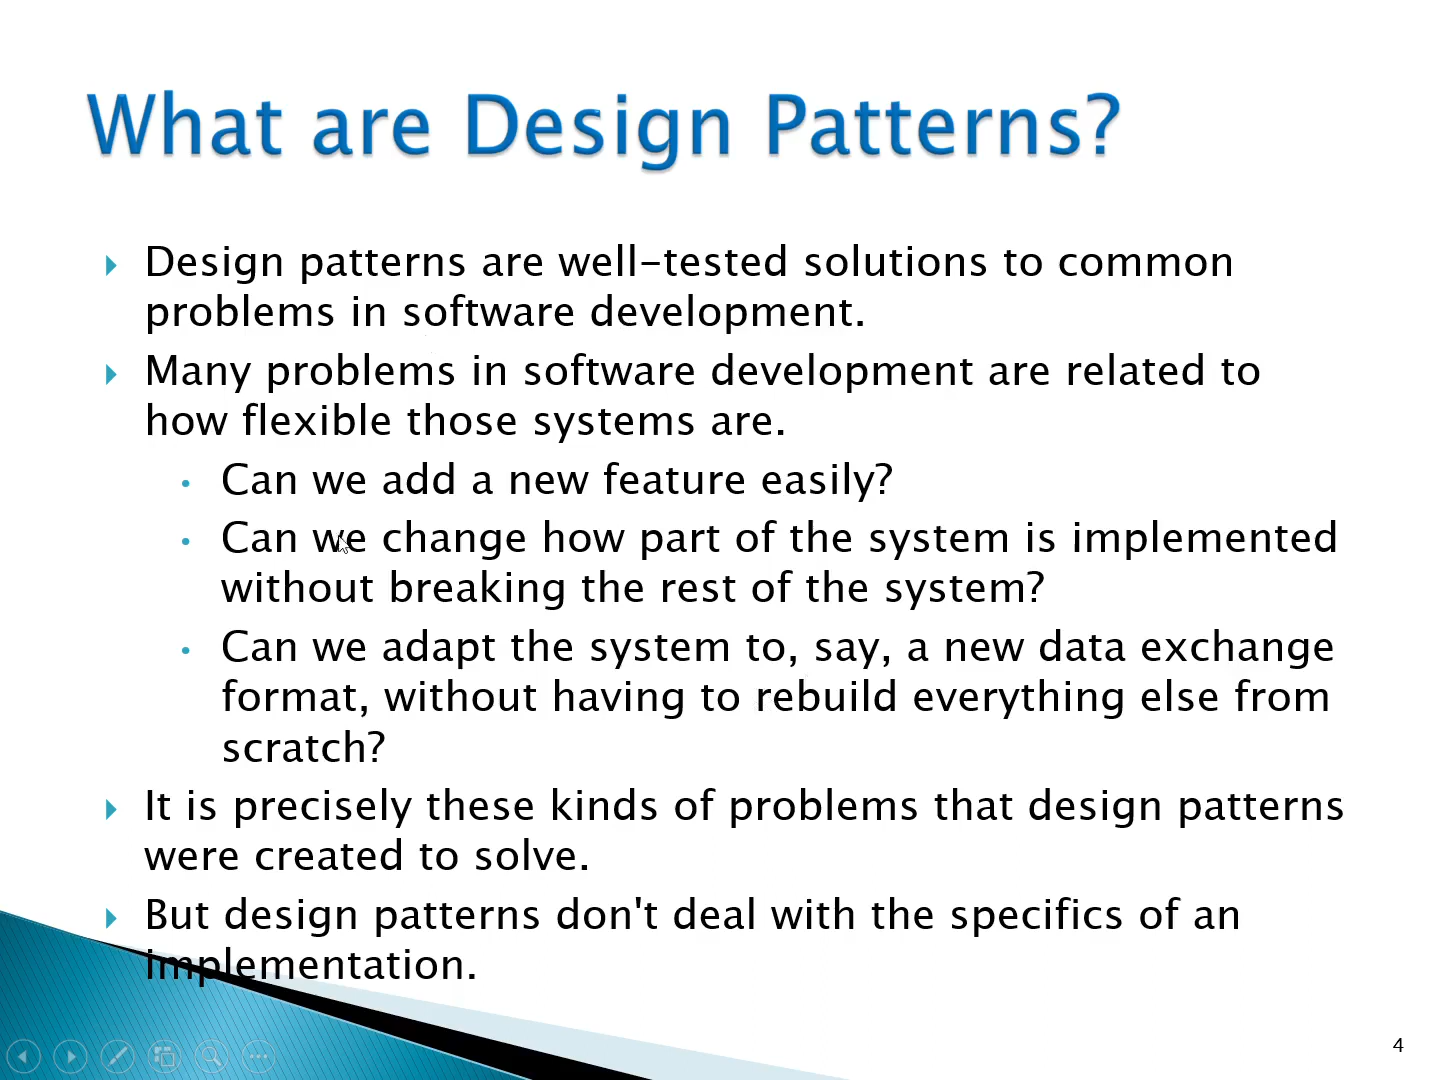 What are Design Patterns?
Design patterns are well-tested solutions to common
problems in software development.
Many problems in software development are related to
how flexible those systems are.
Can we add a new feature easily?
Can we change how part of the system is implemented
without breaking the rest of the system?
Can we adapt the system to, say, a new data exchange
format, without having to rebuild everything else from
scratch?
It is precisely these kinds of problems that design patterns
were created to solve.
But design patterns don't deal with the specifics of an
implementation.
4